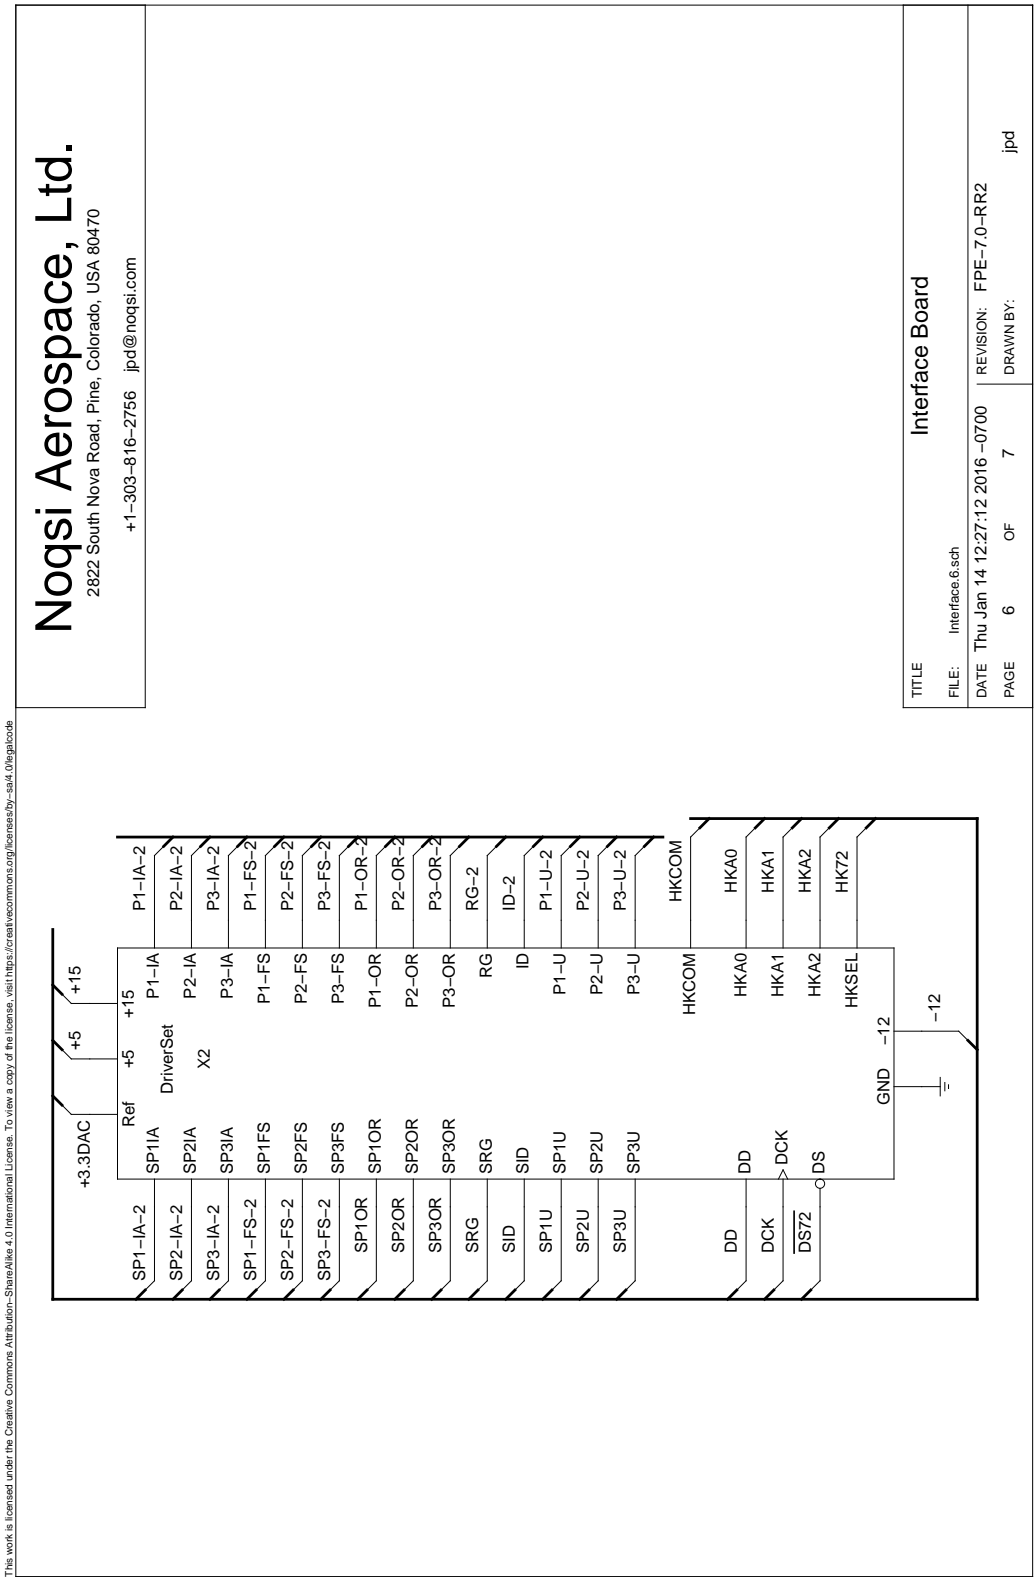 This work is licensed under the Creative Commons Attribution−ShareAlike 4.0 International License. To view a copy of the license, visit https://creativecommons.org/licenses/by−sa/4.0/legalcode
Noqsi Aerospace, Ltd.
2822 South Nova Road, Pine, Colorado, USA 80470
+1−303−816−2756 jpd@noqsi.com
+3.3DAC
+5
+15
Ref
+5
+15
DriverSet
X2
SP1−IA−2 SP1IA P1−IA P1−IA−2
SP2−IA−2 SP2IA P2−IA P2−IA−2
SP3−IA−2 SP3IA P3−IA P3−IA−2
SP1−FS−2 SP1FS P1−FS P1−FS−2
SP2−FS−2 SP2FS P2−FS P2−FS−2
SP3−FS−2 SP3FS P3−FS P3−FS−2
SP1OR SP1OR P1−OR P1−OR−2
SP2OR SP2OR P2−OR P2−OR−2
SP3OR SP3OR P3−OR P3−OR−2
SRG SRG RG RG−2
SID SID ID ID−2
SP1U SP1U P1−U P1−U−2
SP2U SP2U P2−U P2−U−2
SP3U SP3U P3−U P3−U−2
HKCOM HKCOM
DD DD HKA0 HKA0
DCK DCK HKA1 HKA1
DS72 DS HKA2 HKA2
HKSEL HK72
GND −12
−12
TITLE
Interface Board
FILE: Interface.6.sch
DATE Thu Jan 14 12:27:12 2016 −0700 REVISION: FPE−7.0−RR2
PAGE 6 OF 7 DRAWN BY: jpd